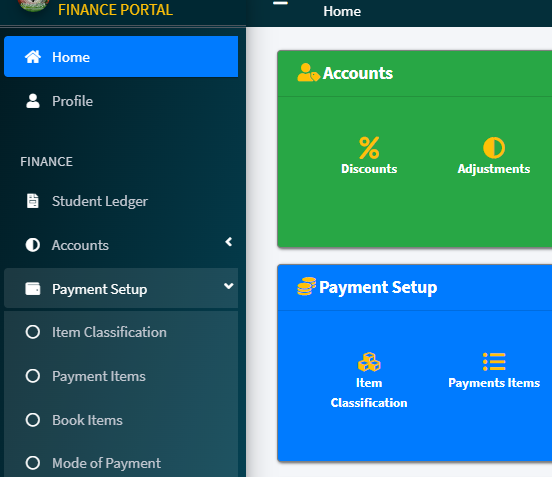 FINANCE PORTAL
Home
Profile
FINANCE
Student Ledger
Accounts
Payment Setup
Item Classification
Payment Items
Book Items
Mode of Payment
Home
Accounts
Discounts
Adjustments
Payment Setup
Item
Classification
Payments Items